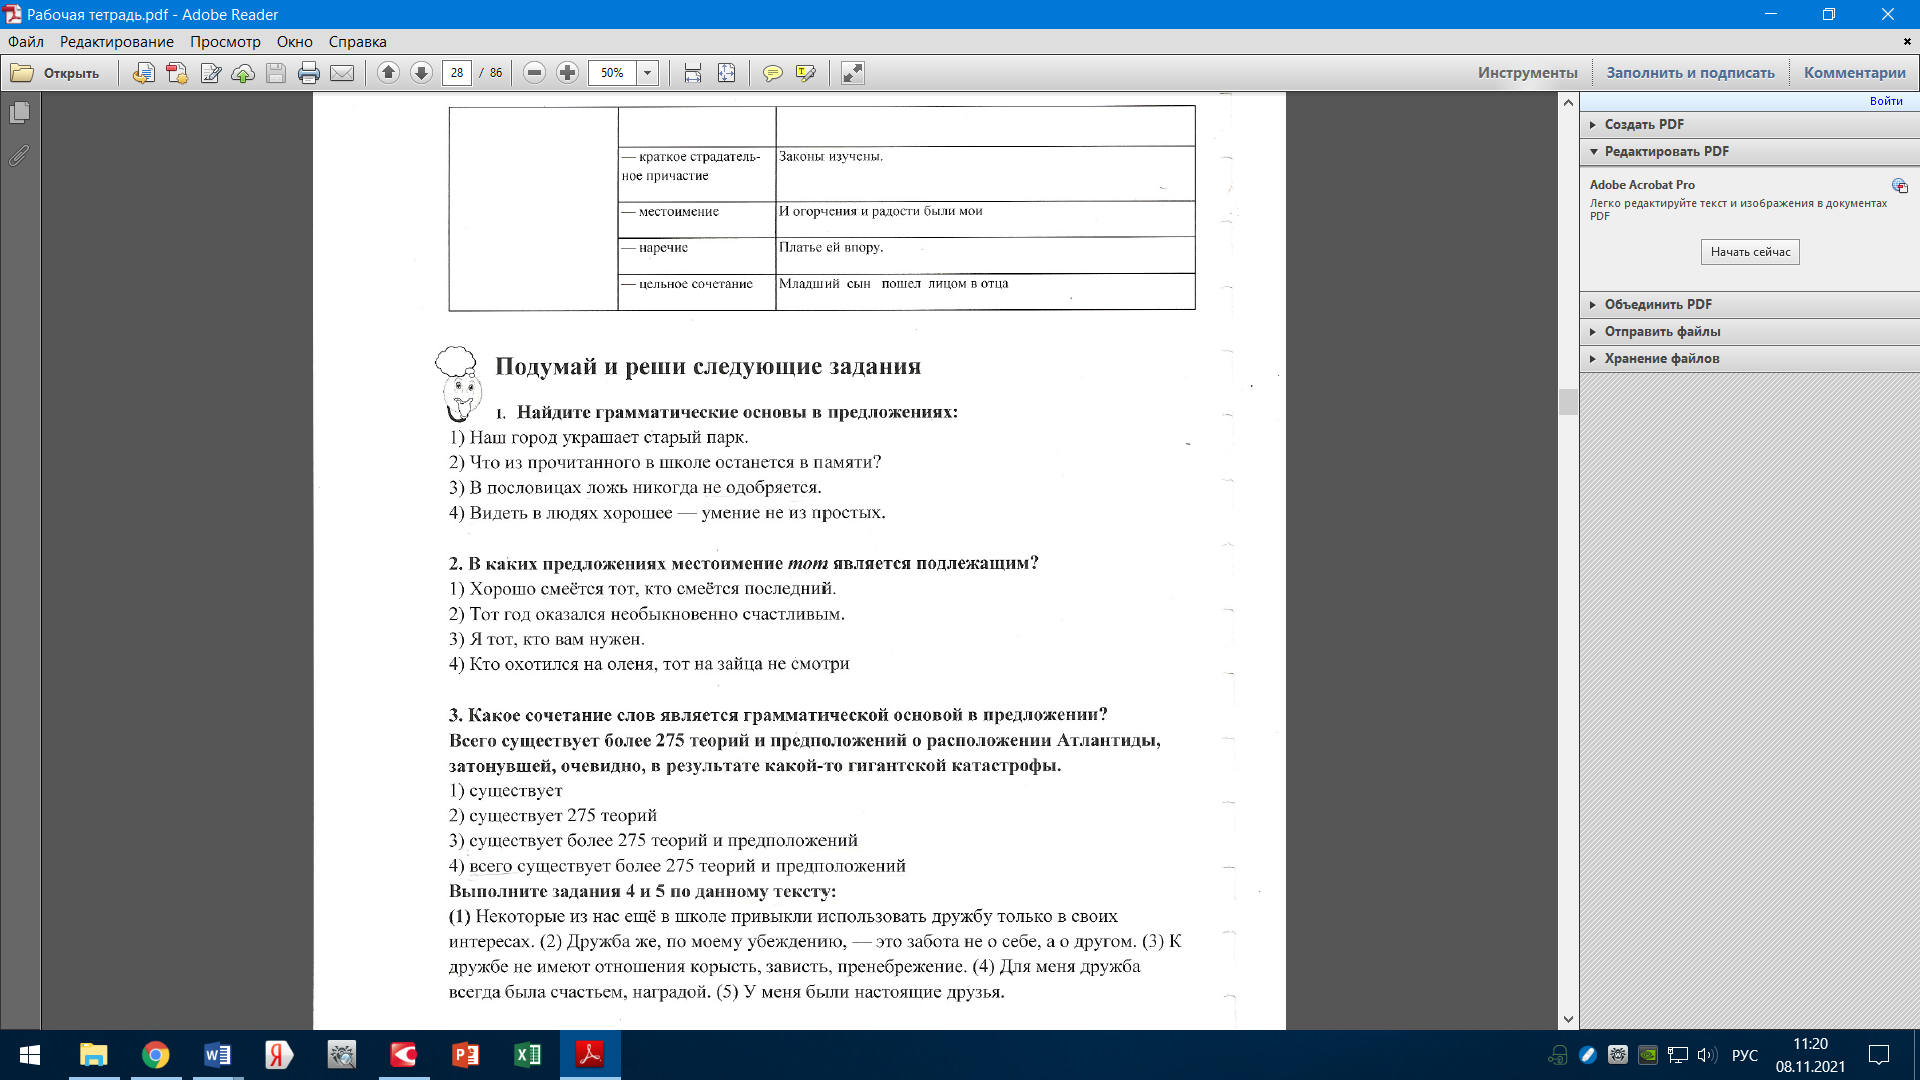 Рабочая тетрадь.pdf - Adobe Reader
Файл Редактирование Просмотр Окно Справка
Открыть 28 / 86 50% Инструменты Заполнить и подписать Комментарии
Войти
Создать PDF
Редактировать PDF
Adobe Acrobat Pro
Легко редактируйте текст и изображения в документах
PDF
Начать сейчас
Объединить PDF
Отправить файлы
Хранение файлов
— краткое страдатель- Законы изучены.
ное причастие
— местоимение И огорчения и радости были мои
— наречие Платье ей впору.
— цельное сочетание Младший сын пошел лицом в отца
Подумай и реши следующие задания
1. Найдите грамматические основы в предложениях:
1) Наш город украшает старый парк.
2) Что из прочитанного в школе останется в памяти?
3) В пословицах ложь никогда не одобряется.
4) Видеть в людях хорошее — умение не из простых.
2. В каких предложениях местоимение тот является подлежащим?
1) Хорошо смеётся тот, кто смеётся последний.
2) Тот год оказался необыкновенно счастливым.
3) Я тот, кто вам нужен.
4) Кто охотился на оленя, тот на зайца не смотри
3. Какое сочетание слов является грамматической основой в предложении?
Всего существует более 275 теорий и предположений о расположении Атлантиды,
затонувшей, очевидно, в результате какой-то гигантской катастрофы.
1) существует
2) существует 275 теорий
3) существует более 275 теорий и предположений
4) всего существует более 275 теорий и предположений
Выполните задания 4 и 5 по данному тексту:
(1) Некоторые из нас ещё в школе привыкли использовать дружбу только в своих
интересах. (2) Дружба же, по моему убеждению, — это забота не о себе, а о другом. (3) К
дружбе не имеют отношения корысть, зависть, пренебрежение. (4) Для меня дружба
всегда была счастьем, наградой. (5) У меня были настоящие друзья.
РУС
11:20
08.11.2021